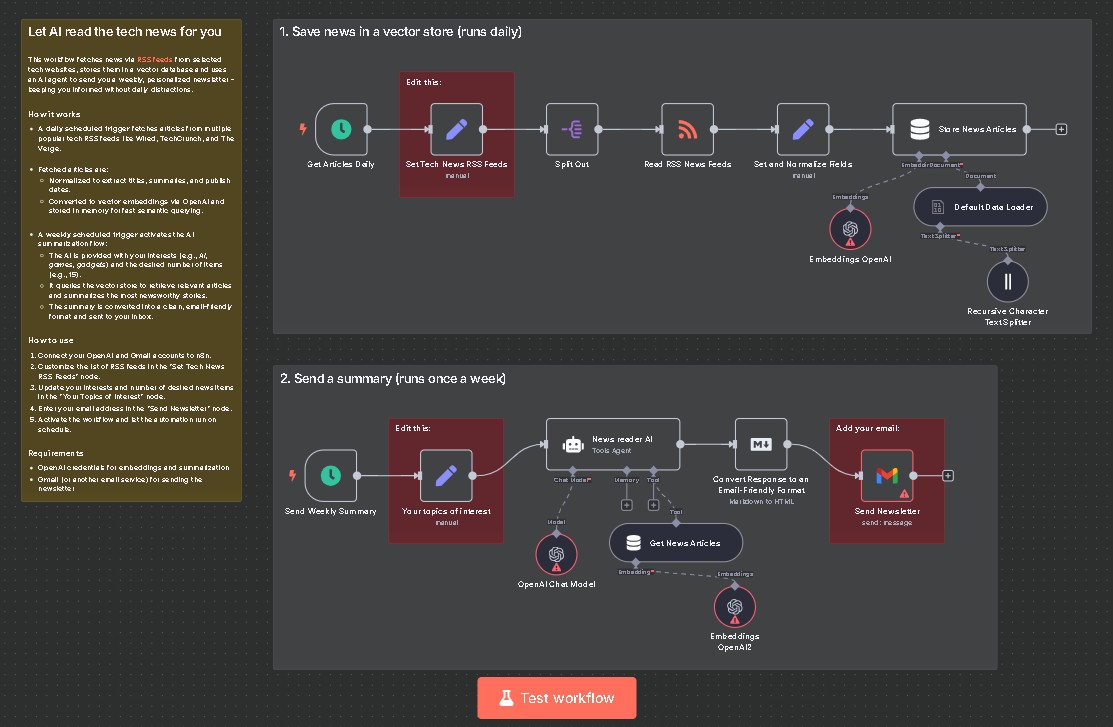 Let AI read the tech news for you
This workflow fetches news via RSS feeds from selected
tech websites, stores them in a vector database and uses
an AI agent to send you a weekly, personalized newsletter –
keeping you informed without daily distractions.
How it works
• A daily scheduled trigger fetches articles from multiple
popular tech RSS feeds like Wired, TechCrunch, and The
Verge.
• Fetched articles are:
○ Normalized to extract titles, summaries, and publish
dates.
○ Converted to vector embeddings via OpenAI and
stored in memory for fast semantic querying.
• A weekly scheduled trigger activates the AI
summarization flow:
○ The AI is provided with your interests (e.g., AI,
games, gadgets) and the desired number of items
(e.g., 15).
○ It queries the vector store to retrieve relevant articles
and summarizes the most newsworthy stories.
○ The summary is converted into a clean, email-friendly
format and sent to your inbox.
How to use
1. Connect your OpenAI and Gmail accounts to n8n.
2. Customize the list of RSS feeds in the "Set Tech News
RSS Feeds" node.
3. Update your interests and number of desired news items
in the "Your Topics of Interest" node.
4. Enter your email address in the "Send Newsletter" node.
5. Activate the workflow and let the automation run on
schedule.
Requirements
• OpenAI credentials for embeddings and summarization
• Gmail (or another email service) for sending the
newsletter
1. Save news in a vector store (runs daily)
Edit this:
Get Articles Daily
Set Tech News RSS Feeds
manual
Split Out
Read RSS News Feeds
Set and Normalize Fields
manual
Store News Articles
Embedding
Document*
Embeddings
Document
Embeddings OpenAI
Default Data Loader
Text Splitter*
Text Splitter
Recursive Character
Text Splitter
2. Send a summary (runs once a week)
Edit this:
Send Weekly Summary
Your topics of interest
manual
News reader AI
Tools Agent
Chat Model*
Memory
Tool
Model
Tool
OpenAI Chat Model
Get News Articles
Embedding*
Embeddings
Embeddings
OpenAI2
M↓
Convert Response to an
Email-Friendly Format
Markdown to HTML
Add your email:
Send Newsletter
send: message
Test workflow